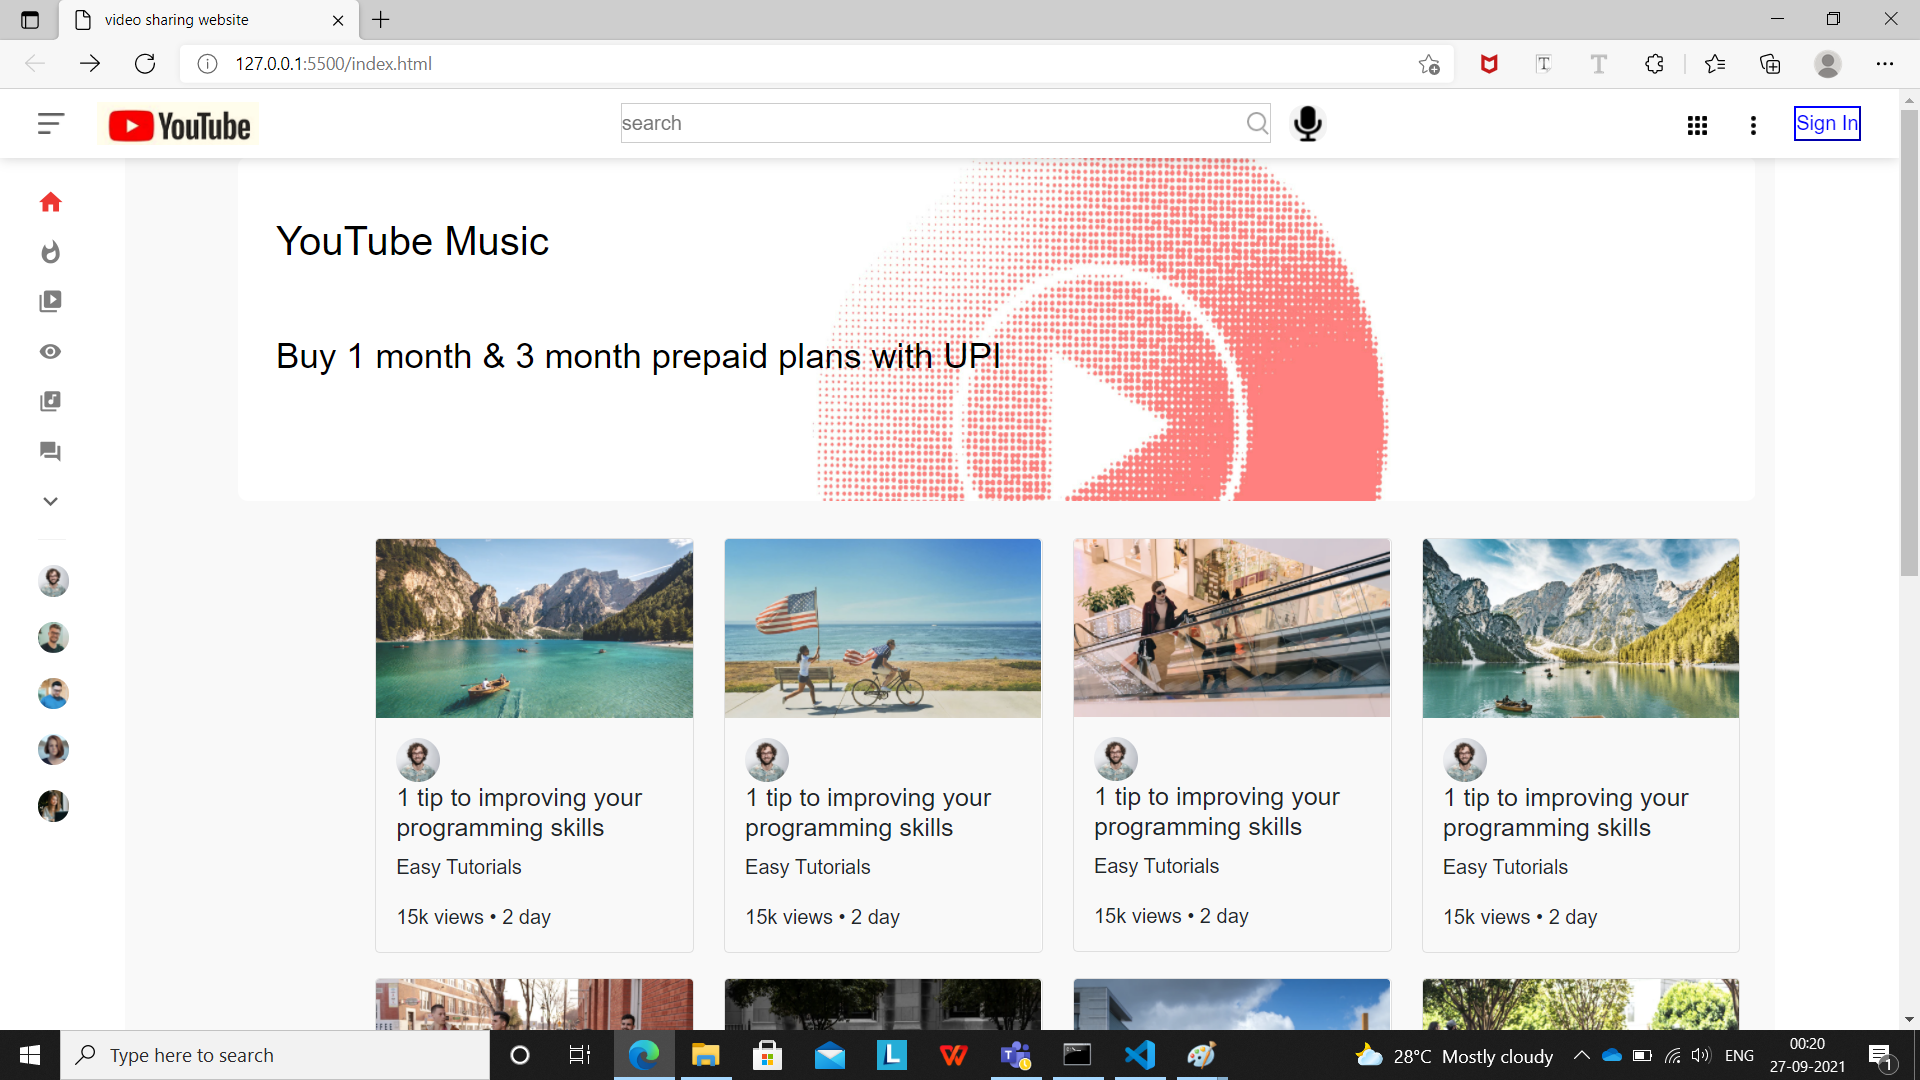 video sharing website
127.0.0.1:5500/index.html
YouTube
search
Sign In
YouTube Music
Buy 1 month & 3 month prepaid plans with UPI
1 tip to improving your
programming skills
Easy Tutorials
15k views • 2 day
1 tip to improving your
programming skills
Easy Tutorials
15k views • 2 day
1 tip to improving your
programming skills
Easy Tutorials
15k views • 2 day
1 tip to improving your
programming skills
Easy Tutorials
15k views • 2 day
Type here to search
28°C Mostly cloudy
ENG
00:20
27-09-2021
1